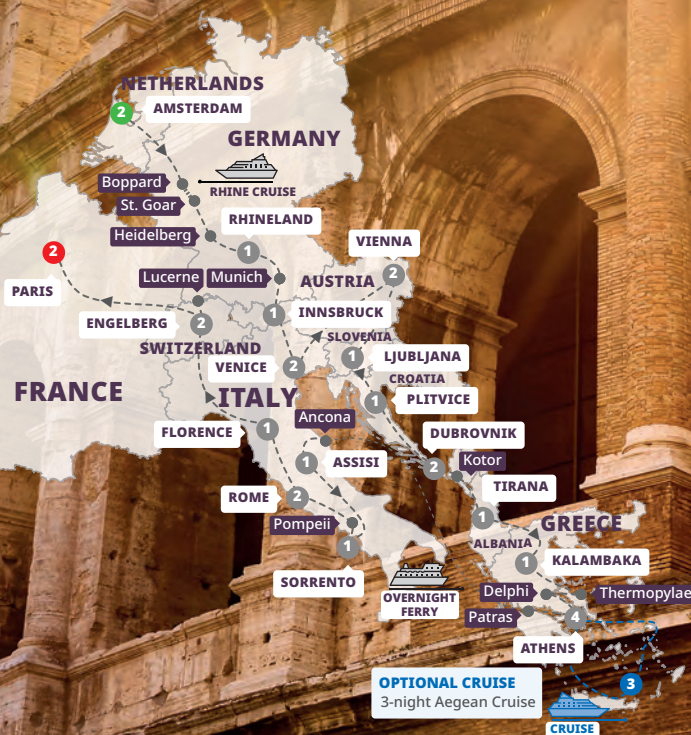 NETHERLANDS
2
AMSTERDAM
GERMANY
Boppard
RHINE CRUISE
St. Goar
RHINELAND
Heidelberg
1
VIENNA
2
2
PARIS
Lucerne
Munich
AUSTRIA
ENGELBERG
2
1
INNSBRUCK
SLOVENIA
SWITZERLAND
VENICE
2
1
LJUBLJANA
CROATIA
FRANCE
ITALY
1
PLITVICE
Ancona
FLORENCE
1
DUBROVNIK
1
ASSISI
2
Kotor
ROME
2
TIRANA
1
Pompeii
GREECE
1
ALBANIA
1
KALAMBAKA
SORRENTO
OVERNIGHT
FERRY
Delphi
Thermopylae
Patras
4
ATHENS
OPTIONAL CRUISE
3-night Aegean Cruise
3
CRUISE